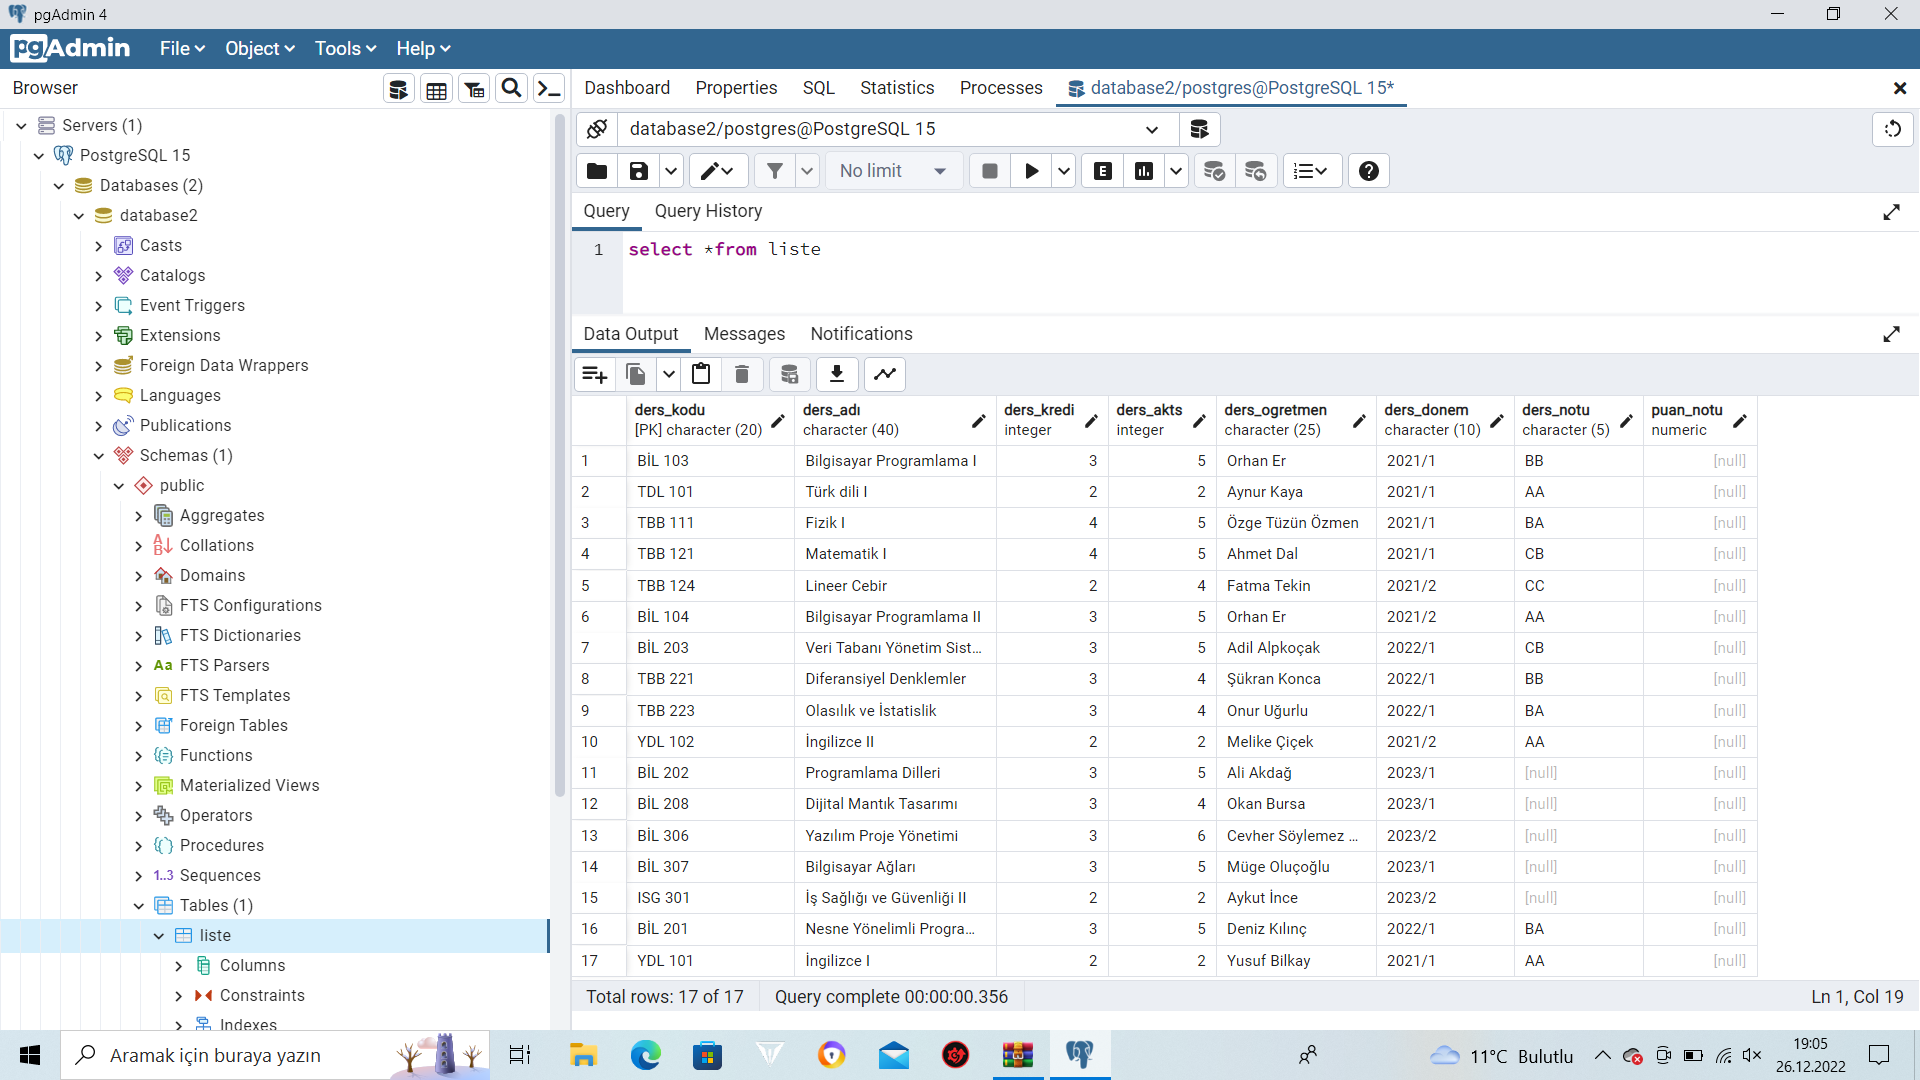 pgAdmin 4
pgAdmin File Object Tools Help
Browser
Dashboard Properties SQL Statistics Processes database2/postgres@PostgreSQL 15*
Servers (1)
PostgreSQL 15
Databases (2)
database2
Casts
Catalogs
Event Triggers
Extensions
Foreign Data Wrappers
Languages
Publications
Schemas (1)
public
Aggregates
Collations
Domains
FTS Configurations
FTS Dictionaries
Aa FTS Parsers
FTS Templates
Foreign Tables
Functions
Materialized Views
Operators
Procedures
1..3 Sequences
Tables (1)
liste
Columns
Constraints
Indexes
database2/postgres@PostgreSQL 15
No limit
E
Query Query History
1 select *from liste
Data Output Messages Notifications
ders_kodu ders_adı ders_kredi ders_akts ders_ogretmen ders_donem ders_notu puan_notu
[PK] character (20) character (40) integer integer character (25) character (10) character (5) numeric
1 BİL 103 Bilgisayar Programlama I 3 5 Orhan Er 2021/1 BB [null]
2 TDL 101 Türk dili I 2 2 Aynur Kaya 2021/1 AA [null]
3 TBB 111 Fizik I 4 5 Özge Tüzün Özmen 2021/1 BA [null]
4 TBB 121 Matematik I 4 5 Ahmet Dal 2021/1 CB [null]
5 TBB 124 Lineer Cebir 2 4 Fatma Tekin 2021/2 CC [null]
6 BİL 104 Bilgisayar Programlama II 3 5 Orhan Er 2021/2 AA [null]
7 BİL 203 Veri Tabanı Yönetim Sist... 3 5 Adil Alpkoçak 2022/1 CB [null]
8 TBB 221 Diferansiyel Denklemler 3 4 Şükran Konca 2022/1 BB [null]
9 TBB 223 Olasılık ve İstatislik 3 4 Onur Uğurlu 2022/1 BA [null]
10 YDL 102 İngilizce II 2 2 Melike Çiçek 2021/2 AA [null]
11 BİL 202 Programlama Dilleri 3 5 Ali Akdağ 2023/1 [null] [null]
12 BİL 208 Dijital Mantık Tasarımı 3 4 Okan Bursa 2023/1 [null] [null]
13 BİL 306 Yazılım Proje Yönetimi 3 6 Cevher Söylemez ... 2023/2 [null] [null]
14 BİL 307 Bilgisayar Ağları 3 5 Müge Oluçoğlu 2023/1 [null] [null]
15 ISG 301 İş Sağlığı ve Güvenliği II 2 2 Aykut İnce 2023/2 [null] [null]
16 BİL 201 Nesne Yönelimli Progra... 3 5 Deniz Kılınç 2022/1 BA [null]
17 YDL 101 İngilizce I 2 2 Yusuf Bilkay 2021/1 AA [null]
Total rows: 17 of 17 Query complete 00:00:00.356 Ln 1, Col 19
Aramak için buraya yazın 11°C Bulutlu 19:05
26.12.2022